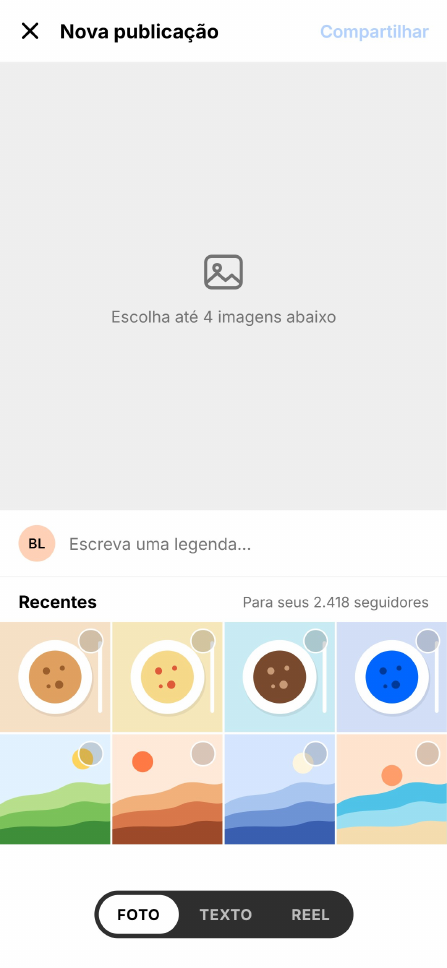 Nova publicação
Compartilhar
Escolha até 4 imagens abaixo
BL
Escreva uma legenda...
Recentes
Para seus 2.418 seguidores
FOTO
TEXTO
REEL